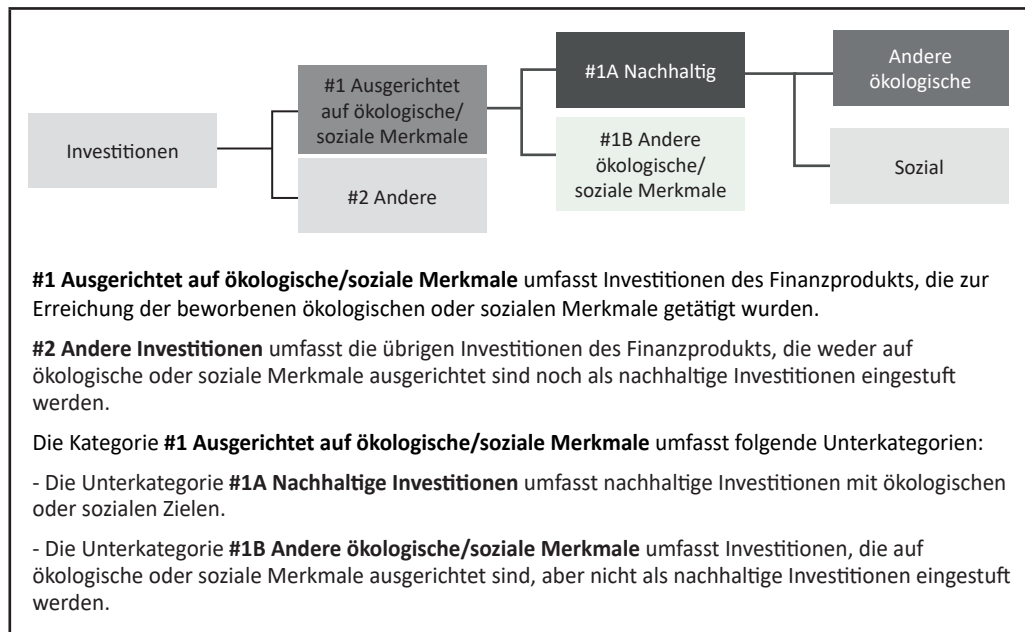 Investitionen
#1 Ausgerichtet
auf ökologische/
soziale Merkmale
#2 Andere
#1A Nachhaltig
#1B Andere
ökologische/
soziale Merkmale
Andere
ökologische
Sozial
#1 Ausgerichtet auf ökologische/soziale Merkmale umfasst Investitionen des Finanzprodukts, die zur
Erreichung der beworbenen ökologischen oder sozialen Merkmale getätigt wurden.
#2 Andere Investitionen umfasst die übrigen Investitionen des Finanzprodukts, die weder auf
ökologische oder soziale Merkmale ausgerichtet sind noch als nachhaltige Investitionen eingestuft
werden.
Die Kategorie #1 Ausgerichtet auf ökologische/soziale Merkmale umfasst folgende Unterkategorien:
- Die Unterkategorie #1A Nachhaltige Investitionen umfasst nachhaltige Investitionen mit ökologischen
oder sozialen Zielen.
- Die Unterkategorie #1B Andere ökologische/soziale Merkmale umfasst Investitionen, die auf
ökologische oder soziale Merkmale ausgerichtet sind, aber nicht als nachhaltige Investitionen eingestuft
werden.